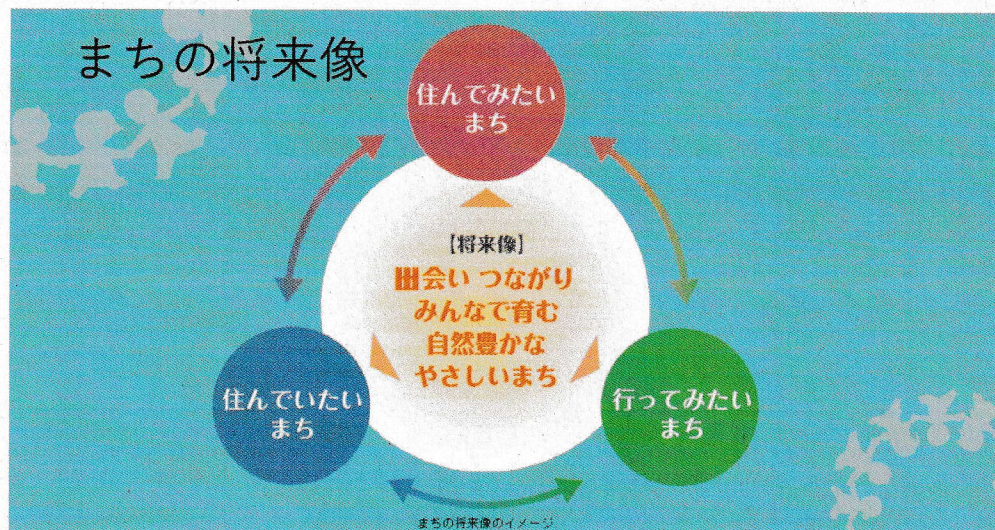 まちの将来像
住んでみたい
まち
【将来像】
出会い つながり
みんなで育む
自然豊かな
やさしいまち
住んでいたい
まち
行ってみたい
まち
まちの将来像のイメージ